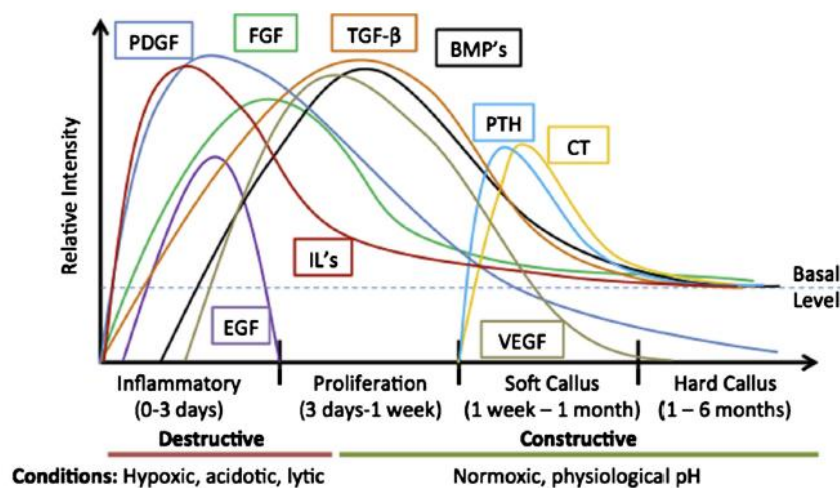 PDGF
FGF
TGF-β
BMP's
PTH
CT
Relative Intensity
IL's
EGF
VEGF
Basal
Level
Inflammatory
(0-3 days)
Proliferation
(3 days-1 week)
Soft Callus
(1 week – 1 month)
Hard Callus
(1 – 6 months)
Destructive
Constructive
Conditions: Hypoxic, acidotic, lytic
Normoxic, physiological pH